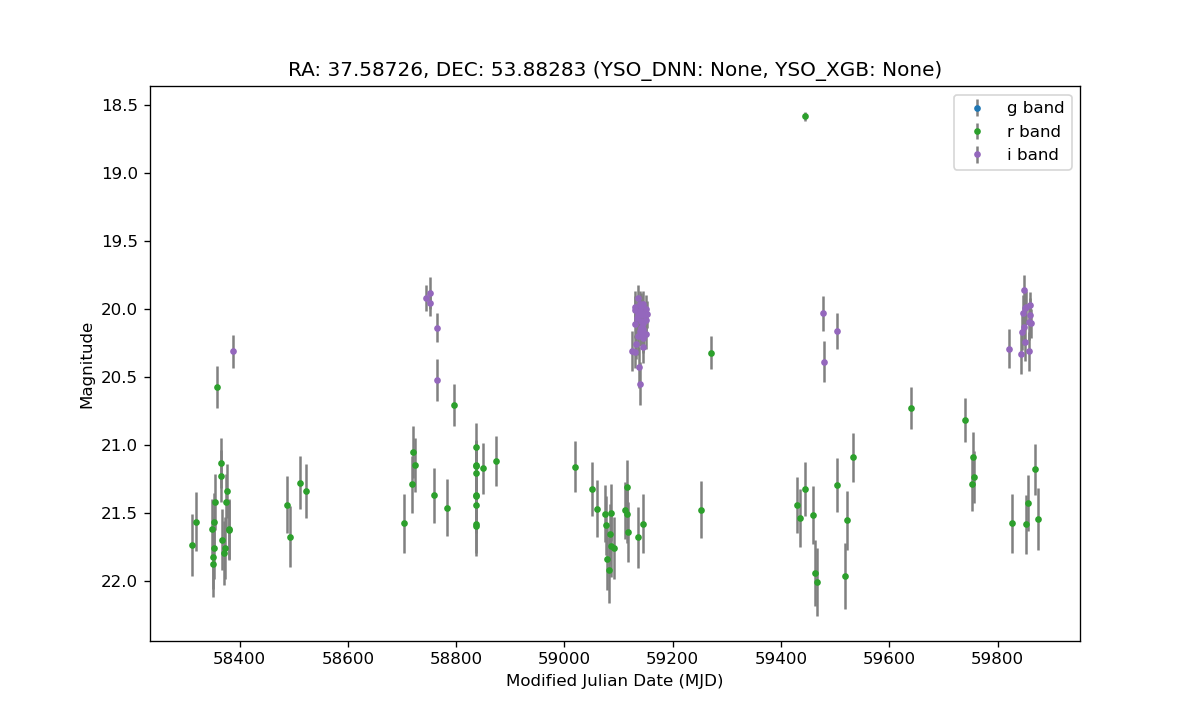 RA: 37.58726, DEC: 53.88283 (YSO_DNN: None, YSO_XGB: None)
g band
r band
i band
18.5
19.0
19.5
20.0
20.5
21.0
21.5
22.0
Magnitude
58400 58600 58800 59000 59200 59400 59600 59800
Modified Julian Date (MJD)